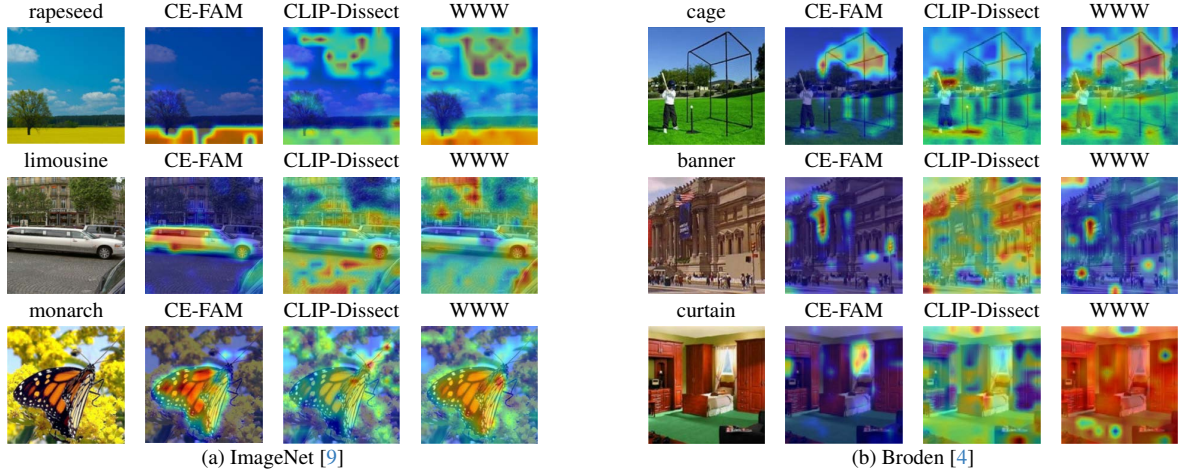 rapeseed CE-FAM CLIP-Dissect WWW
limousine CE-FAM CLIP-Dissect WWW
monarch CE-FAM CLIP-Dissect WWW
(a) ImageNet [9]
cage CE-FAM CLIP-Dissect WWW
banner CE-FAM CLIP-Dissect WWW
curtain CE-FAM CLIP-Dissect WWW
(b) Broden [4]